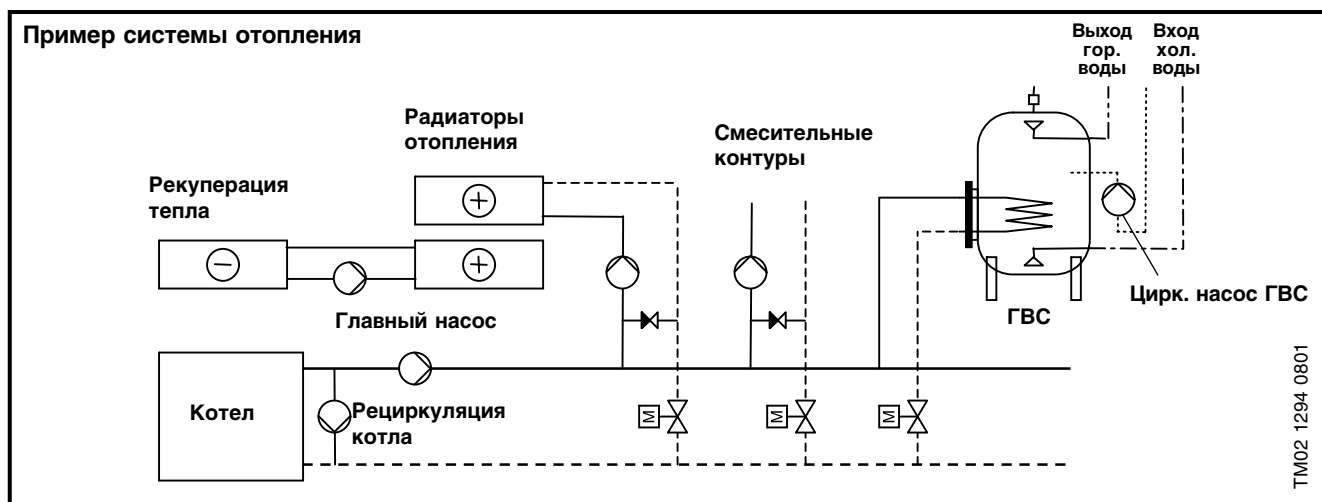 Пример системы отопления
Выход
гор.
воды
Вход
хол.
воды
Радиаторы
отопления
Смесительные
контуры
Рекуперация
тепла
Цирк. насос ГВС
ГВС
Главный насос
Котел
Рециркуляция
котла
M
M
M
TM02 1294 0801